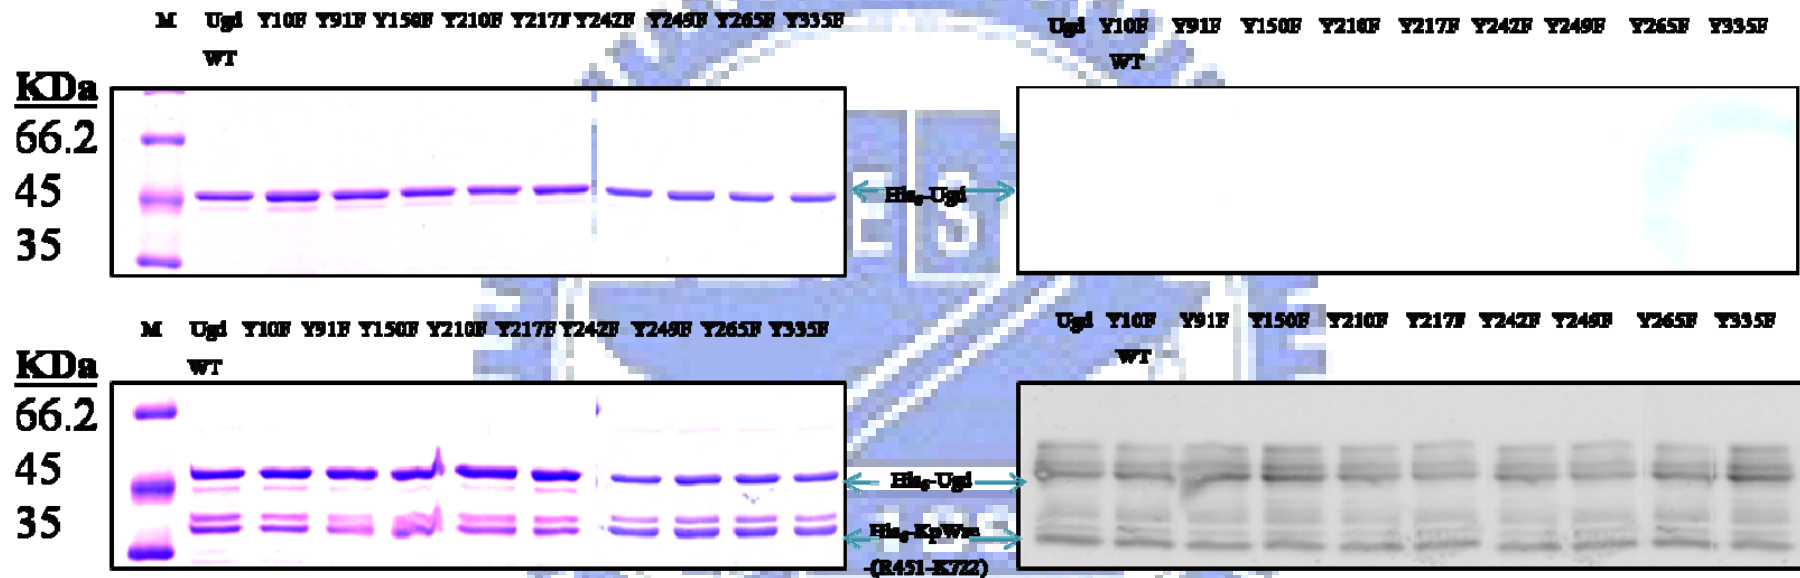 M Ugd Y10F Y91F Y150F Y210F Y217F Y242F Y249F Y265F Y335F
WT
KDa
66.2
45
35
Ugd Y10F Y91F Y150F Y210F Y217F Y242F Y249F Y265F Y335F
WT
His6-Ugd
M Ugd Y10F Y91F Y150F Y210F Y217F Y242F Y249F Y265F Y335F
WT
KDa
66.2
45
35
Ugd Y10F Y91F Y150F Y210F Y217F Y242F Y249F Y265F Y335F
WT
His6-Ugd
His6-KpWzc
-(R451-K722)
ES